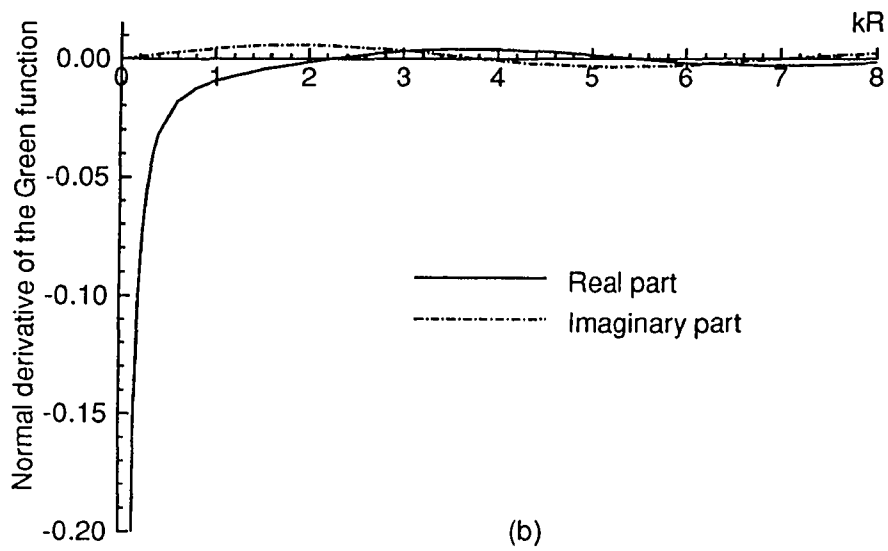 kR
Normal derivative of the Green function
0.00
0 1 2 3 4 5 6 7 8
-0.05
-0.10
-0.15
-0.20
Real part
Imaginary part
(b)